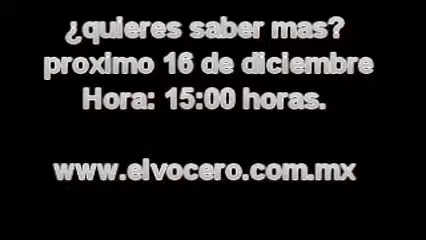 ¿quieres saber mas?
proximo 16 de diciembre
Hora: 15:00 horas.
www.elvocero.com.mx